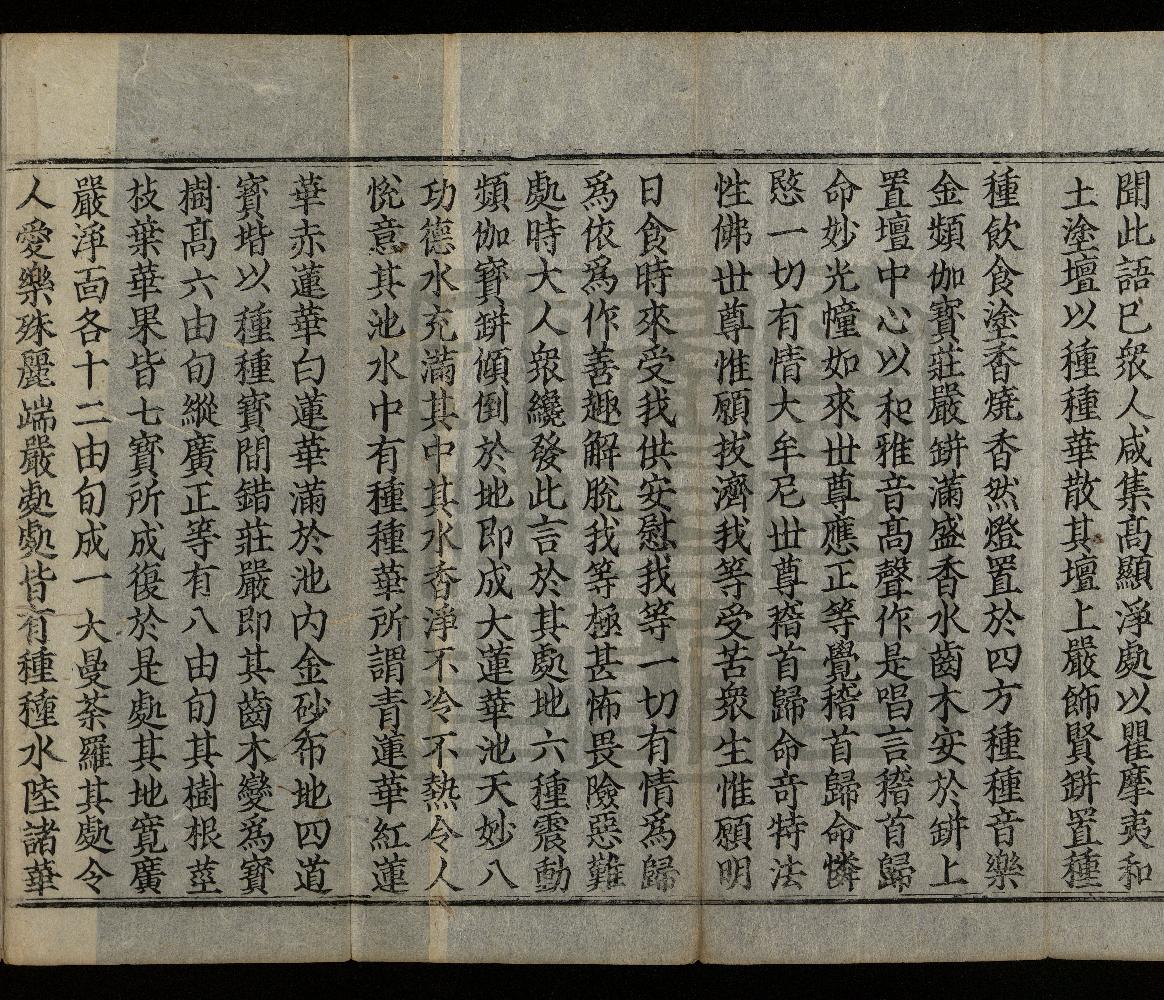 聞此語已衆人咸集高顯淨處以瞿摩夷和
土塗壇以種種華散其壇上嚴飾賢缾置種
種飲食塗香燒香然燈置於四方種種音樂
金頻伽寶莊嚴缾滿盛香水齒木安於缾上
置壇中心以和雅音高聲作是唱言稽首歸
命妙光幢如來世尊應正等覺稽首歸命憐
愍一切有情大牟尼世尊稽首歸命奇特法
性佛世尊惟願拔濟我等受苦衆生惟願明
日食時來受我供安慰我等一切有情爲歸
爲依爲作善趣解脫我等極甚怖畏險惡難
處時大人衆纔發此言於其處地六種震動
頻伽寶缾傾倒於地即成大蓮華池天妙八
功德水充滿其中其水香淨不冷不熱令人
悅意其池水中有種種華所謂青蓮華紅蓮
華赤蓮華白蓮華滿於池內金砂布地四道
寶堦以種種寶間錯莊嚴即其齒木變爲寶
樹高六由旬縱廣正等有八由旬其樹根莖
枝葉華果皆七寶所成復於是處其地寬廣
嚴淨面各十二由旬成一大曼荼羅其處令
人愛樂殊麗端嚴處處皆有種種水陸諸華